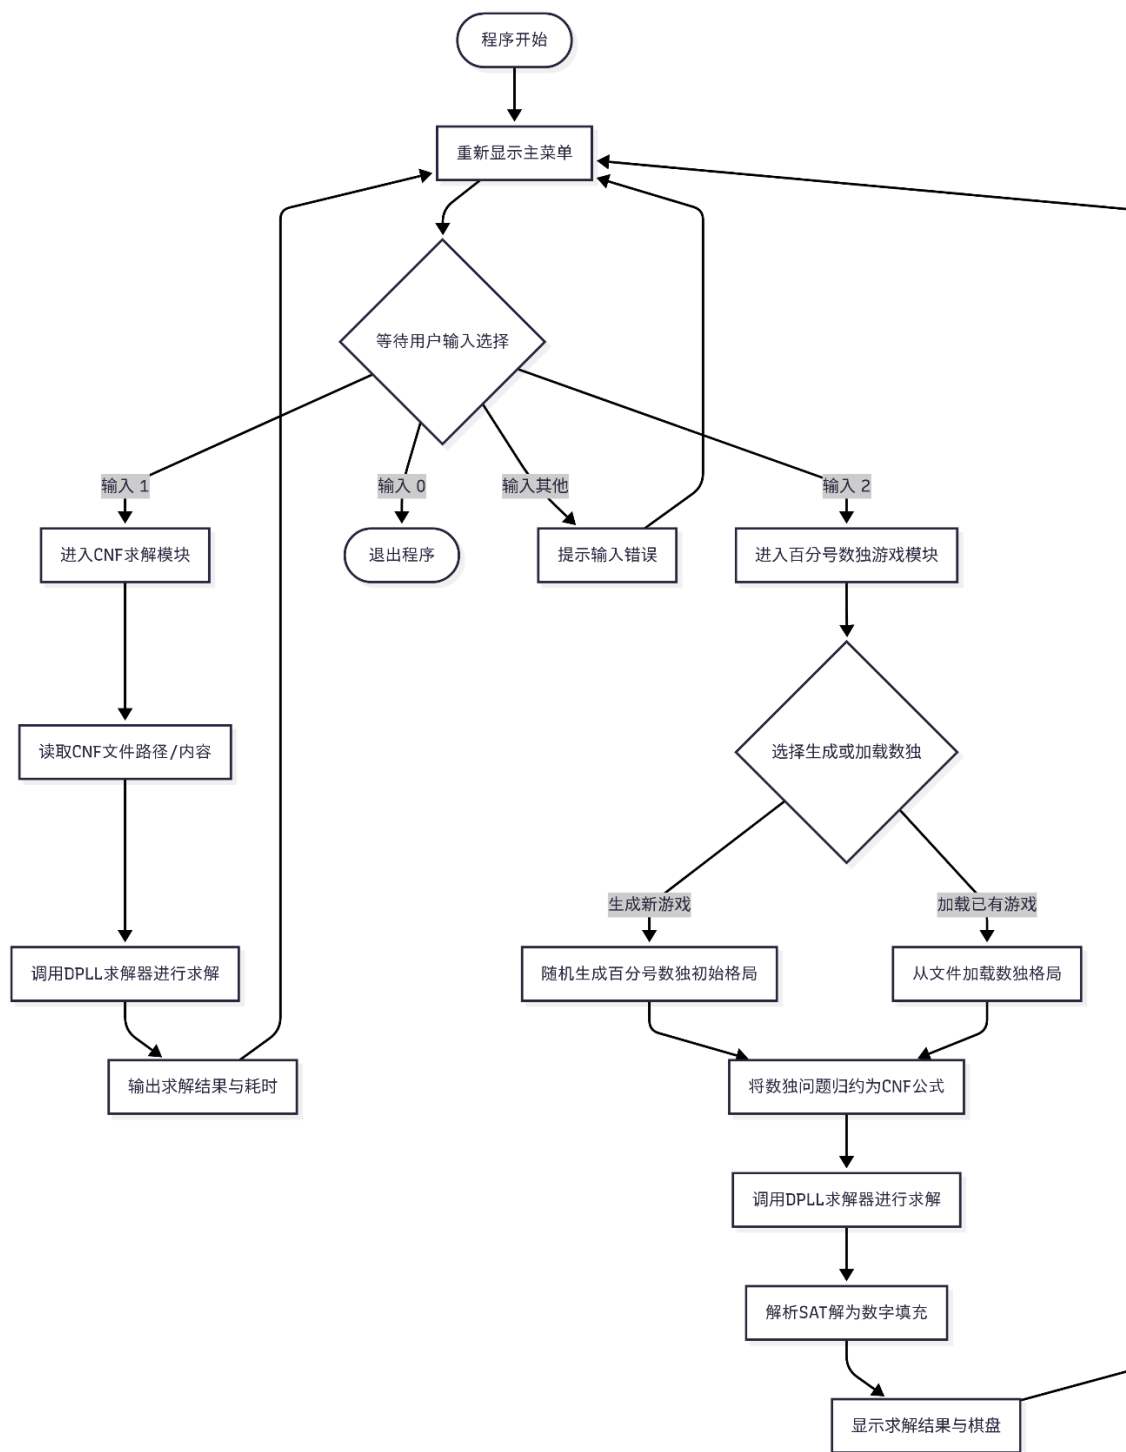 程序开始
重新显示主菜单
等待用户输入选择
输入 1
输入 0
输入其他
输入 2
进入CNF求解模块
退出程序
提示输入错误
进入百分号数独游戏模块
读取CNF文件路径/内容
选择生成或加载数独
生成新游戏
加载已有游戏
调用DPLL求解器进行求解
随机生成百分号数独初始格局
从文件加载数独格局
输出求解结果与耗时
将数独问题归约为CNF公式
调用DPLL求解器进行求解
解析SAT解为数字填充
显示求解结果与棋盘